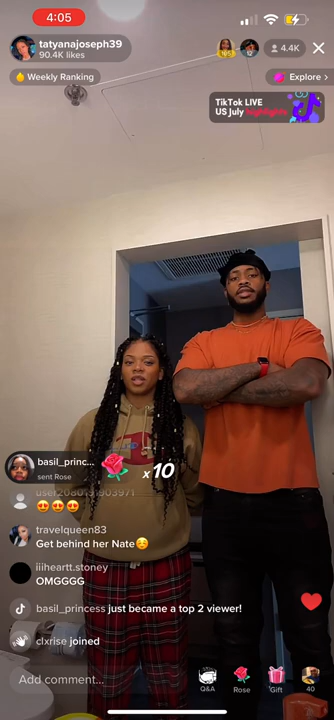 4:05
tatyanajoseph39
90.4K likes
4.4K
Weekly Ranking
Explore >
TikTok LIVE
US July highlights
basil_princ...
sent Rose
x10
travelqueen83
Get behind her Nate☺️
iiiheartt.stoney
OMGGGG
basil_princess just became a top 2 viewer!
clxrise joined
Add comment...
Q&A
Rose
Gift
40